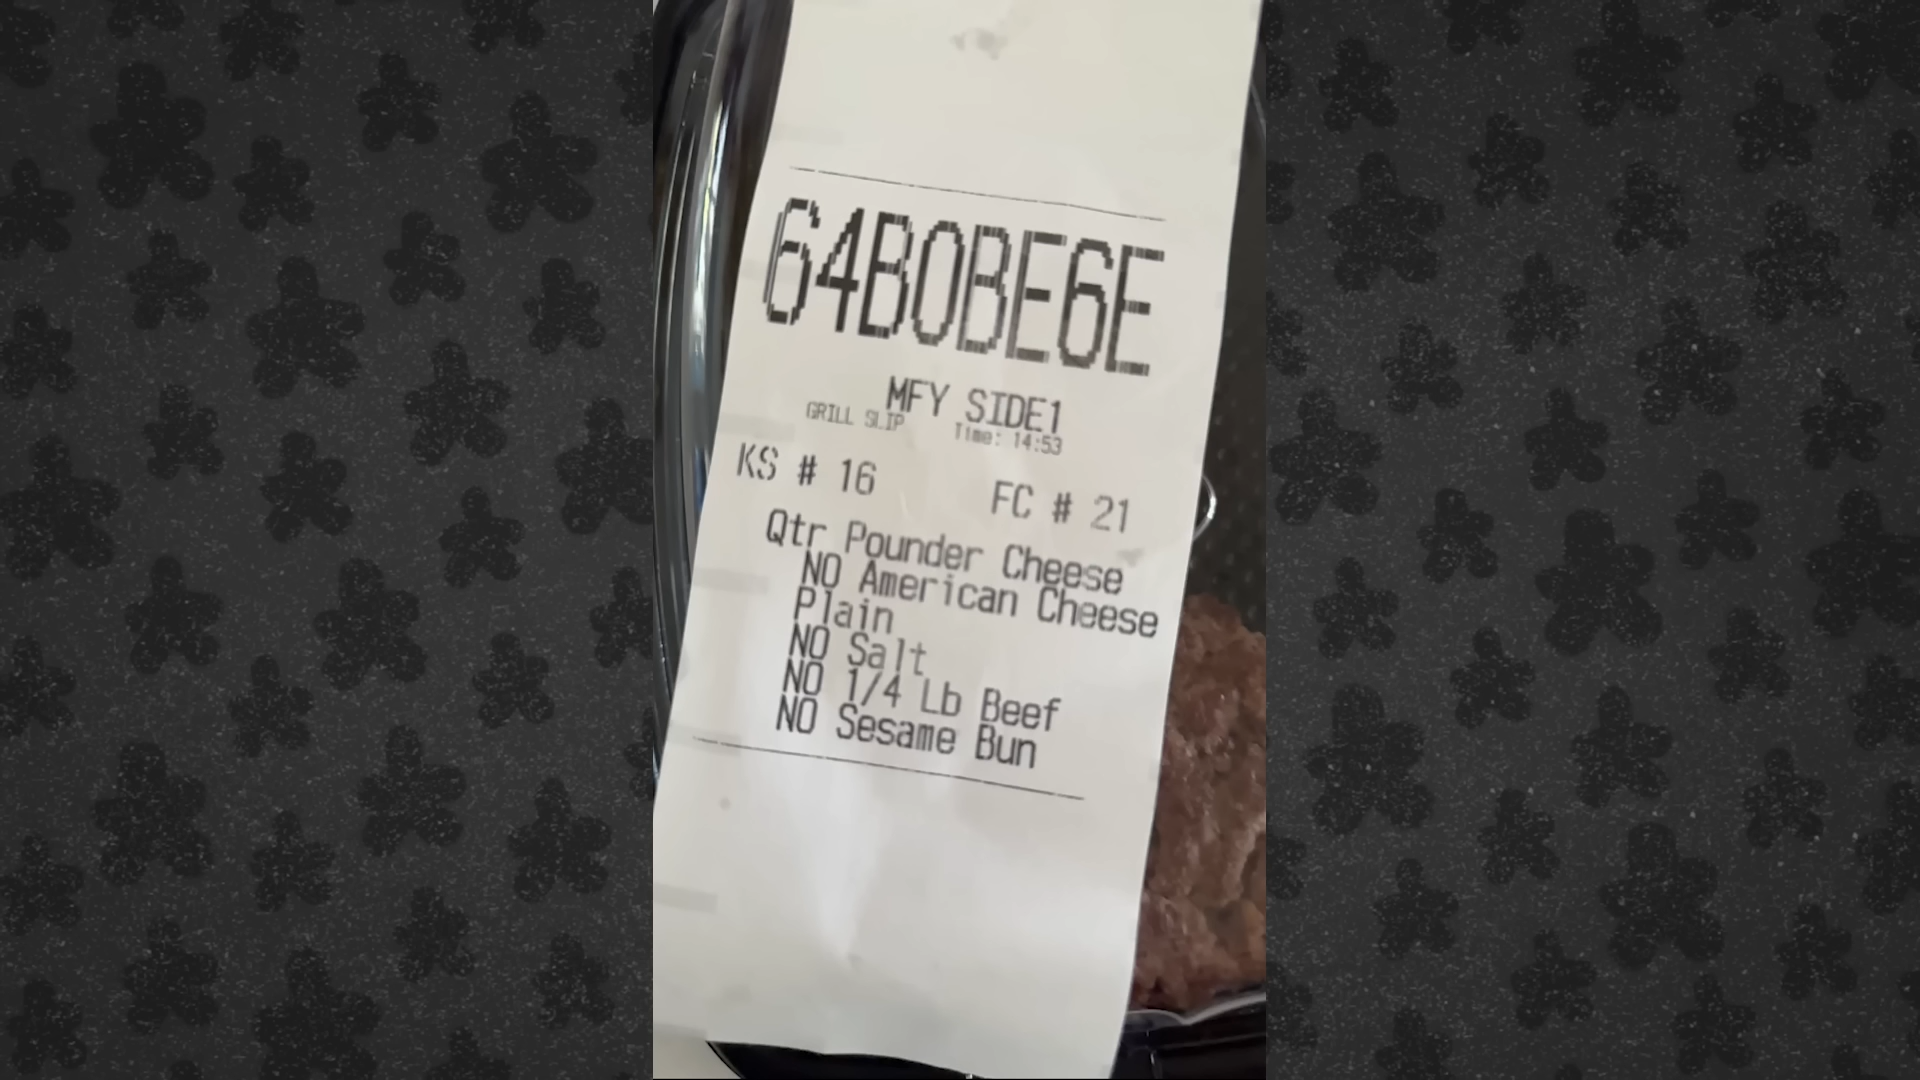 64B0BE6E
MFY SIDE1
GRILL SLIP Time: 14:53
KS # 16 FC # 21
Qtr Pounder Cheese
NO American Cheese
Plain
NO Salt
NO 1/4 Lb Beef
NO Sesame Bun